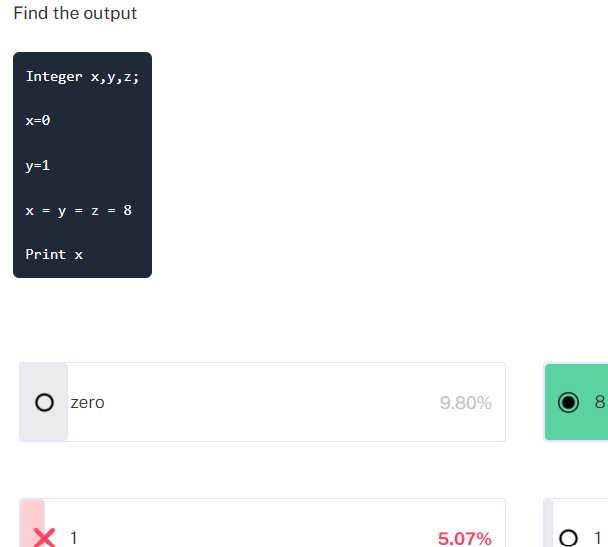 Find the output
Integer x,y,z;
x=0
y=1
x = y = z = 8
Print x
zero
9.80%
8
1
5.07%
1